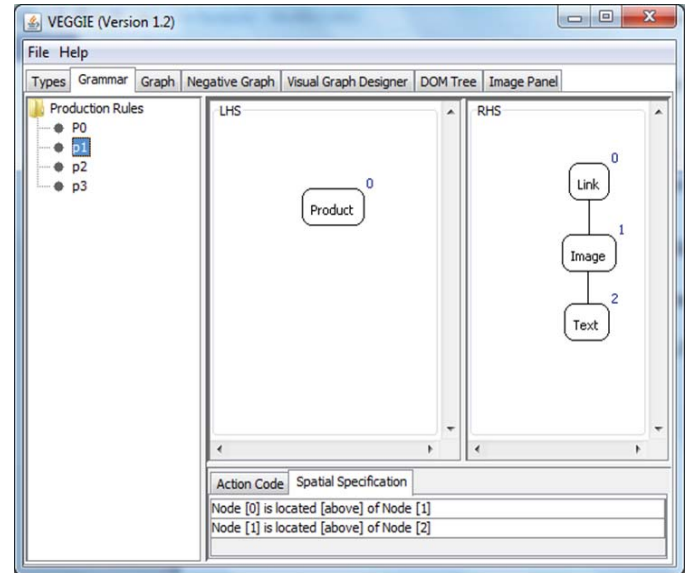 VEGGIE (Version 1.2)
File Help
Types Grammar Graph Negative Graph Visual Graph Designer DOM Tree Image Panel
Production Rules
P0
p1
p2
p3
LHS
0
Product
RHS
0
Link
1
Image
2
Text
Action Code Spatial Specification
Node [0] is located [above] of Node [1]
Node [1] is located [above] of Node [2]